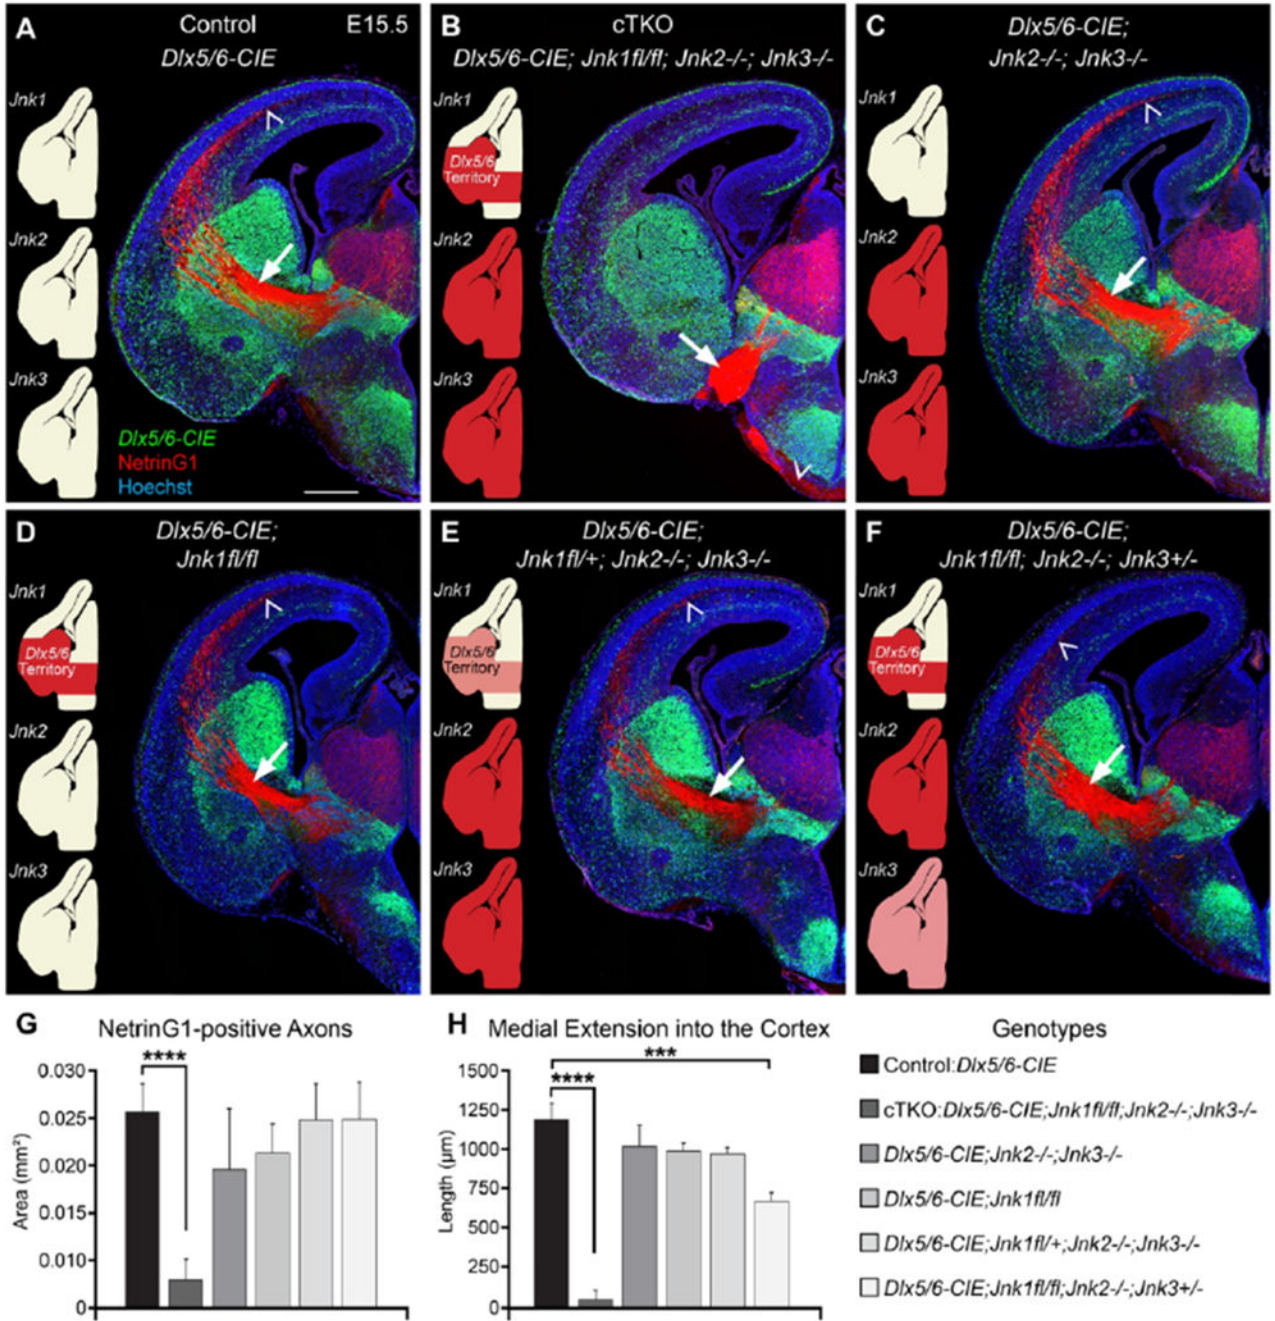 A Control E15.5
Dlx5/6-CIE
Jnk1
Jnk2
Jnk3
Dlx5/6-CIE
NetrinG1
Hoechst
B cTKO
Dlx5/6-CIE; Jnk1fl/fl; Jnk2-/-; Jnk3-/-
Jnk1
Dlx5/6
Territory
Jnk2
Jnk3
C Dlx5/6-CIE;
Jnk2-/-; Jnk3-/-
Jnk1
Jnk2
Jnk3
D Dlx5/6-CIE;
Jnk1fl/fl
Jnk1
Dlx5/6
Territory
Jnk2
Jnk3
E Dlx5/6-CIE;
Jnk1fl/+; Jnk2-/-; Jnk3-/-
Jnk1
Dlx5/6
Territory
Jnk2
Jnk3
F Dlx5/6-CIE;
Jnk1fl/fl; Jnk2-/-; Jnk3+/-
Jnk1
Dlx5/6
Territory
Jnk2
Jnk3
G NetrinG1-positive Axons
****
Area (mm²)
0.030
0.025
0.020
0.015
0.010
0
H Medial Extension into the Cortex
***
****
Length (µm)
1500
1250
1000
750
500
250
0
Genotypes
Control:Dlx5/6-CIE
cTKO:Dlx5/6-CIE;Jnk1fl/fl;Jnk2-/-;Jnk3-/-
Dlx5/6-CIE;Jnk2-/-;Jnk3-/-
Dlx5/6-CIE;Jnk1fl/fl
Dlx5/6-CIE;Jnk1fl/+;Jnk2-/-;Jnk3-/-
Dlx5/6-CIE;Jnk1fl/fl;Jnk2-/-;Jnk3+/-